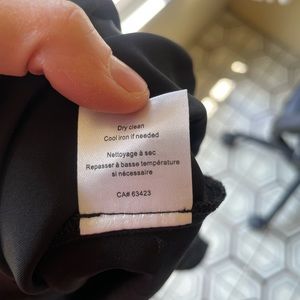 Dry clean
Cool iron if needed
Nettoyage à sec
Repasser à basse température
si nécessaire
CA# 63423